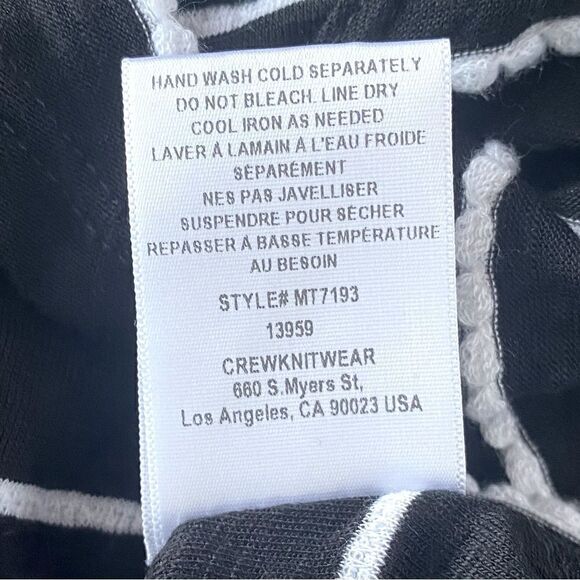 HAND WASH COLD SEPARATELY
DO NOT BLEACH. LINE DRY
COOL IRON AS NEEDED
LAVER À LAMAIN À L'EAU FROIDE
SÉPARÉMENT
NES PAS JAVELLISER
SUSPENDRE POUR SÉCHER
REPASSER À BASSE TEMPÉRATURE
AU BESOIN
STYLE# MT7193
13959
CREWKNITWEAR
660 S.Myers St,
Los Angeles, CA 90023 USA